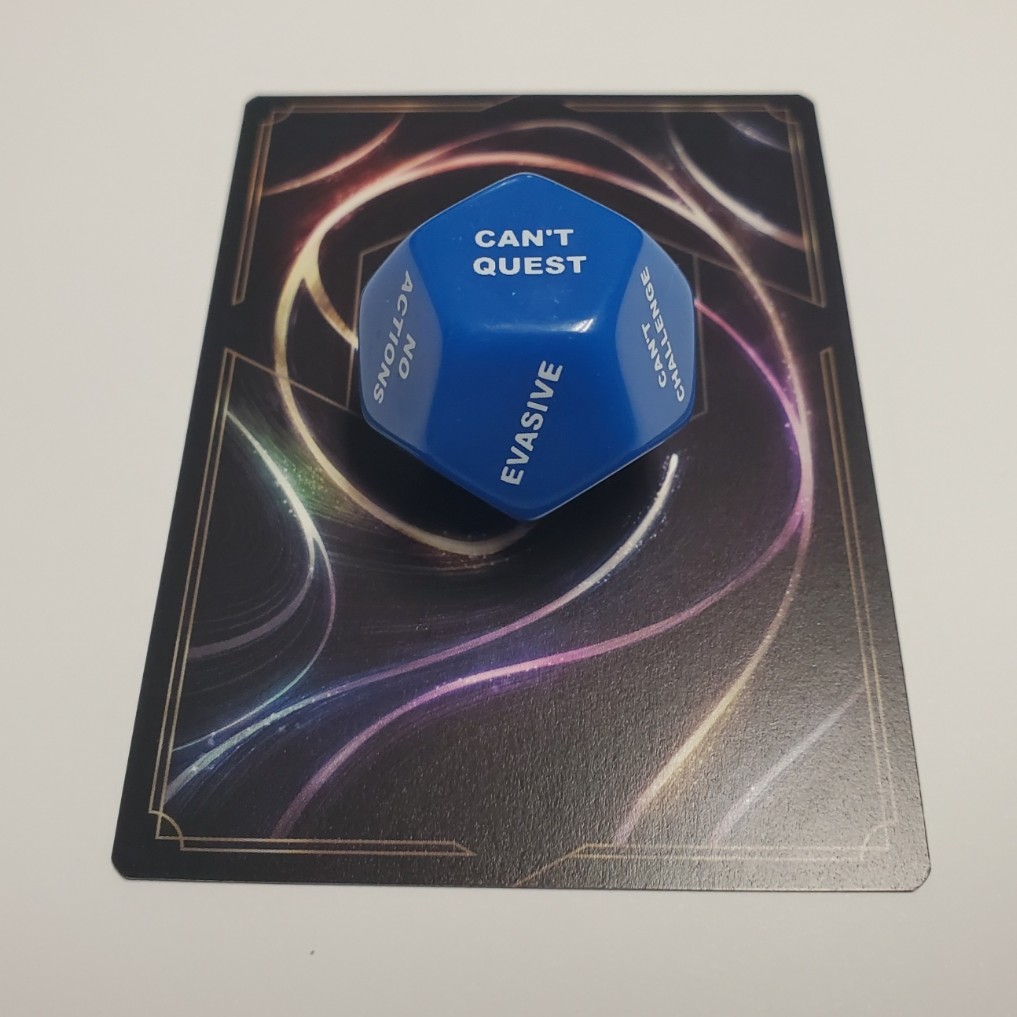 CAN'T
QUEST
NO
ACTIONS
CAN'T
CHALLENGE
EVASIVE